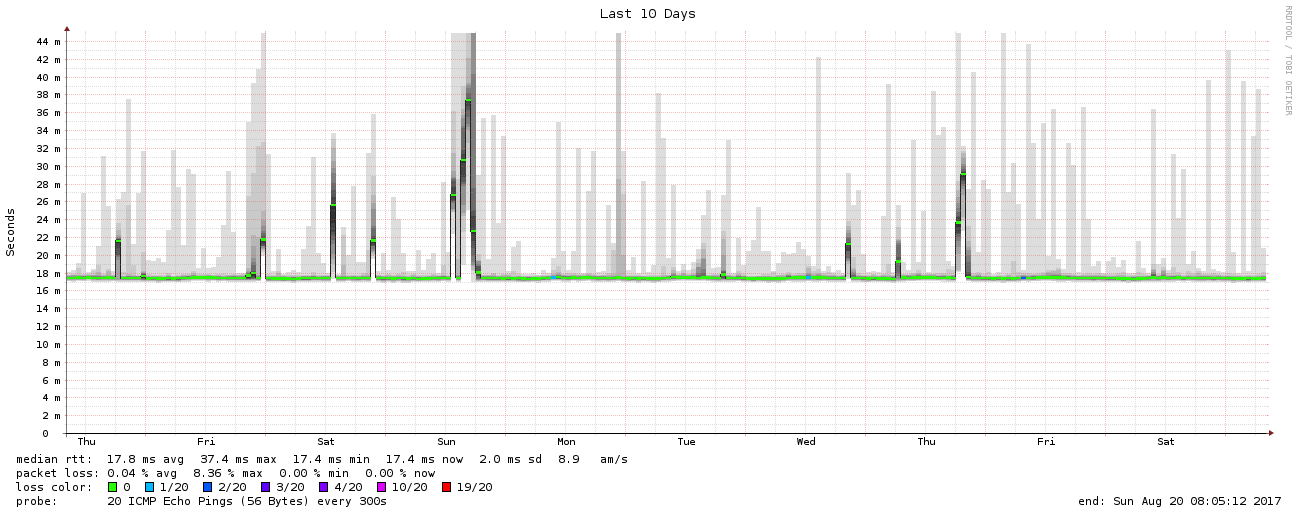 Last 10 Days
RRDTOOL / TOBI OETIKER
Seconds
44 m
42 m
40 m
38 m
36 m
34 m
32 m
30 m
28 m
26 m
24 m
22 m
20 m
18 m
16 m
14 m
12 m
10 m
8 m
6 m
4 m
2 m
0
Thu Fri Sat Sun Mon Tue Wed Thu Fri Sat
median rtt: 17.8 ms avg 37.4 ms max 17.4 ms min 17.4 ms now 2.0 ms sd 8.9 am/s
packet loss: 0.04 % avg 8.36 % max 0.00 % min 0.00 % now
loss color: 0 1/20 2/20 3/20 4/20 10/20 19/20
probe: 20 ICMP Echo Pings (56 Bytes) every 300s
end: Sun Aug 20 08:05:12 2017